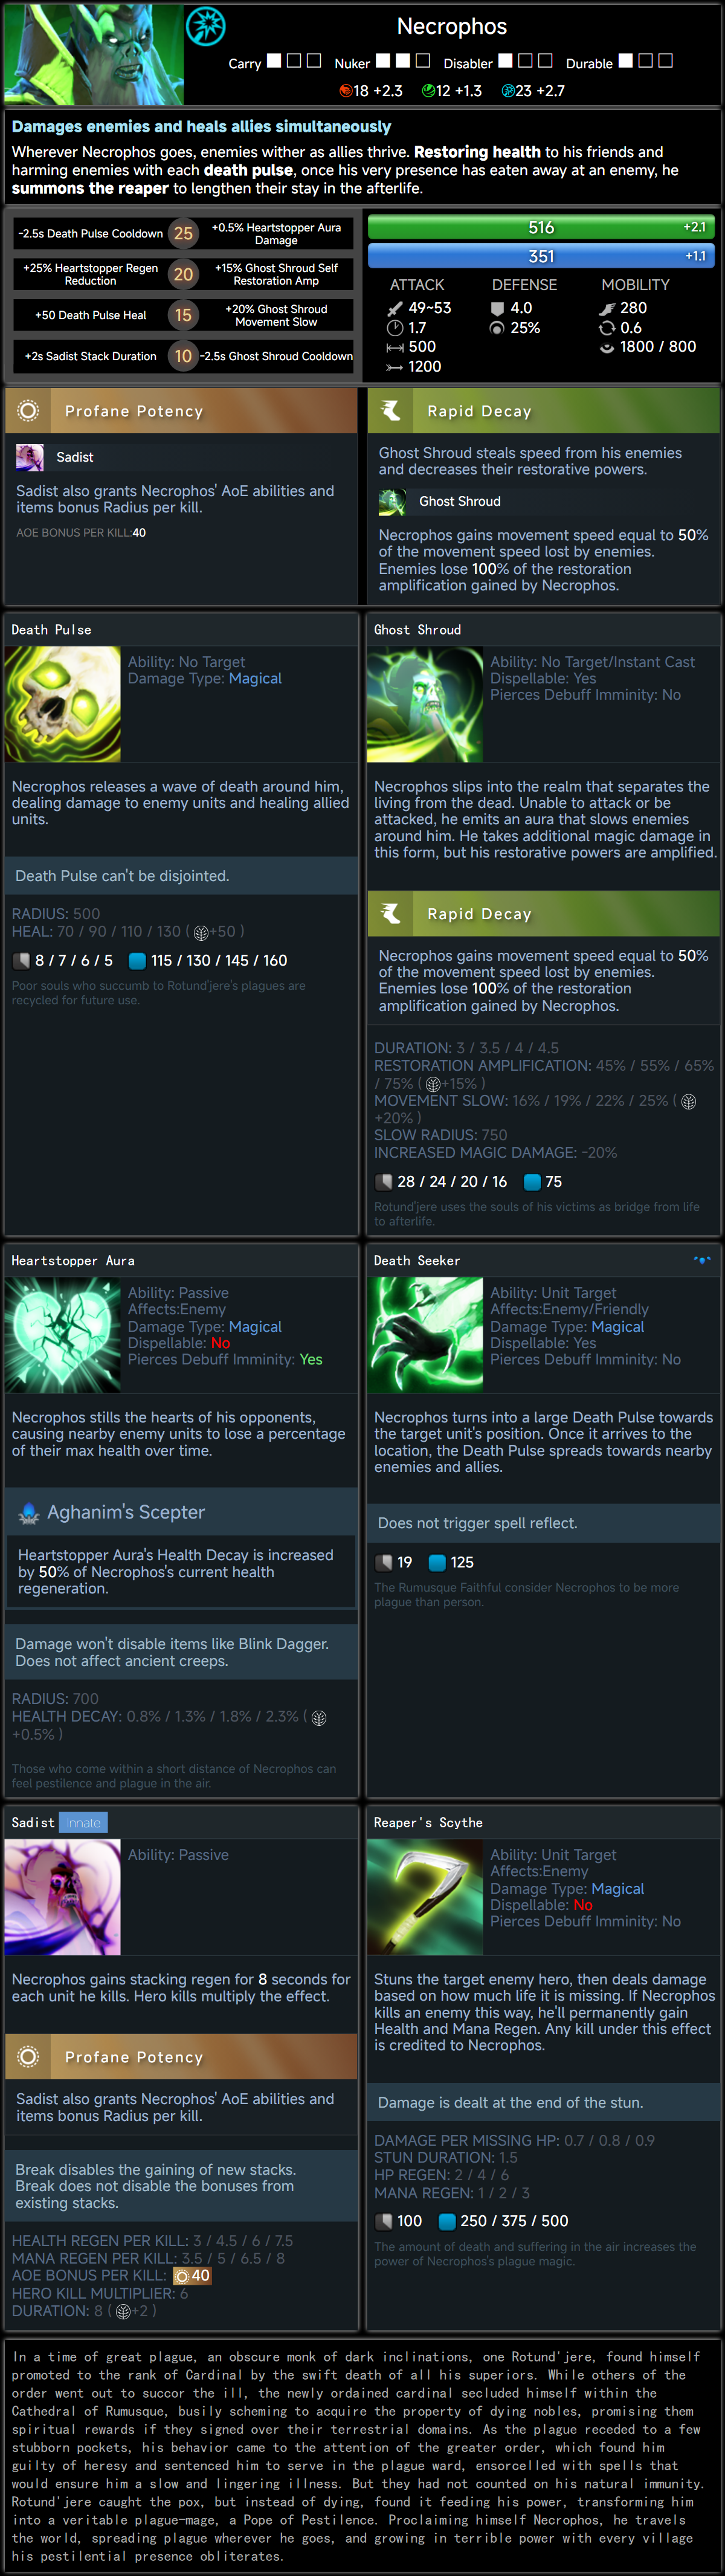 Necrophos
Carry Nuker Disabler Durable
18 +2.3 12 +1.3 23 +2.7
Damages enemies and heals allies simultaneously
Wherever Necrophos goes, enemies wither as allies thrive. Restoring health to his friends and
harming enemies with each death pulse, once his very presence has eaten away at an enemy, he
summons the reaper to lengthen their stay in the afterlife.
-2.5s Death Pulse Cooldown 25 +0.5% Heartstopper Aura
Damage
+25% Heartstopper Regen
Reduction 20 +15% Ghost Shroud Self
Restoration Amp
+50 Death Pulse Heal 15 +20% Ghost Shroud
Movement Slow
+2s Sadist Stack Duration 10 -2.5s Ghost Shroud Cooldown
516 +2.1
351 +1.1
ATTACK DEFENSE MOBILITY
49~53 4.0 280
1.7 25% 0.6
500 1800 / 800
1200
Profane Potency
Sadist
Sadist also grants Necrophos' AoE abilities and
items bonus Radius per kill.
AOE BONUS PER KILL:40
Rapid Decay
Ghost Shroud steals speed from his enemies
and decreases their restorative powers.
Ghost Shroud
Necrophos gains movement speed equal to 50%
of the movement speed lost by enemies.
Enemies lose 100% of the restoration
amplification gained by Necrophos.
Death Pulse
Ability: No Target
Damage Type: Magical
Necrophos releases a wave of death around him,
dealing damage to enemy units and healing allied
units.
Death Pulse can't be disjointed.
RADIUS: 500
HEAL: 70 / 90 / 110 / 130 ( +50 )
8 / 7 / 6 / 5 115 / 130 / 145 / 160
Poor souls who succumb to Rotund'jere's plagues are
recycled for future use.
Ghost Shroud
Ability: No Target/Instant Cast
Dispellable: Yes
Pierces Debuff Imminity: No
Necrophos slips into the realm that separates the
living from the dead. Unable to attack or be
attacked, he emits an aura that slows enemies
around him. He takes additional magic damage in
this form, but his restorative powers are amplified.
Rapid Decay
Necrophos gains movement speed equal to 50%
of the movement speed lost by enemies.
Enemies lose 100% of the restoration
amplification gained by Necrophos.
DURATION: 3 / 3.5 / 4 / 4.5
RESTORATION AMPLIFICATION: 45% / 55% / 65%
/ 75% ( +15% )
MOVEMENT SLOW: 16% / 19% / 22% / 25% (
+20% )
SLOW RADIUS: 750
INCREASED MAGIC DAMAGE: -20%
28 / 24 / 20 / 16 75
Rotund'jere uses the souls of his victims as bridge from life
to afterlife.
Heartstopper Aura
Ability: Passive
Affects:Enemy
Damage Type: Magical
Dispellable: No
Pierces Debuff Imminity: Yes
Necrophos stills the hearts of his opponents,
causing nearby enemy units to lose a percentage
of their max health over time.
Aghanim's Scepter
Heartstopper Aura's Health Decay is increased
by 50% of Necrophos's current health
regeneration.
Damage won't disable items like Blink Dagger.
Does not affect ancient creeps.
RADIUS: 700
HEALTH DECAY: 0.8% / 1.3% / 1.8% / 2.3% (
+0.5% )
Those who come within a short distance of Necrophos can
feel pestilence and plague in the air.
Death Seeker
Ability: Unit Target
Affects:Enemy/Friendly
Damage Type: Magical
Dispellable: Yes
Pierces Debuff Imminity: No
Necrophos turns into a large Death Pulse towards
the target unit's position. Once it arrives to the
location, the Death Pulse spreads towards nearby
enemies and allies.
Does not trigger spell reflect.
19 125
The Rumusque Faithful consider Necrophos to be more
plague than person.
Sadist Innate
Ability: Passive
Necrophos gains stacking regen for 8 seconds for
each unit he kills. Hero kills multiply the effect.
Profane Potency
Sadist also grants Necrophos' AoE abilities and
items bonus Radius per kill.
Break disables the gaining of new stacks.
Break does not disable the bonuses from
existing stacks.
HEALTH REGEN PER KILL: 3 / 4.5 / 6 / 7.5
MANA REGEN PER KILL: 3.5 / 5 / 6.5 / 8
AOE BONUS PER KILL: 40
HERO KILL MULTIPLIER: 6
DURATION: 8 ( +2 )
Reaper's Scythe
Ability: Unit Target
Affects:Enemy
Damage Type: Magical
Dispellable: No
Pierces Debuff Imminity: No
Stuns the target enemy hero, then deals damage
based on how much life it is missing. If Necrophos
kills an enemy this way, he'll permanently gain
Health and Mana Regen. Any kill under this effect
is credited to Necrophos.
Damage is dealt at the end of the stun.
DAMAGE PER MISSING HP: 0.7 / 0.8 / 0.9
STUN DURATION: 1.5
HP REGEN: 2 / 4 / 6
MANA REGEN: 1 / 2 / 3
100 250 / 375 / 500
The amount of death and suffering in the air increases the
power of Necrophos's plague magic.
In a time of great plague, an obscure monk of dark inclinations, one Rotund'jere, found himself
promoted to the rank of Cardinal by the swift death of all his superiors. While others of the
order went out to succor the ill, the newly ordained cardinal secluded himself within the
Cathedral of Rumusque, busily scheming to acquire the property of dying nobles, promising them
spiritual rewards if they signed over their terrestrial domains. As the plague receded to a few
stubborn pockets, his behavior came to the attention of the greater order, which found him
guilty of heresy and sentenced him to serve in the plague ward, ensorcelled with spells that
would ensure him a slow and lingering illness. But they had not counted on his natural immunity.
Rotund'jere caught the pox, but instead of dying, found it feeding his power, transforming him
into a veritable plague-mage, a Pope of Pestilence. Proclaiming himself Necrophos, he travels
the world, spreading plague wherever he goes, and growing in terrible power with every village
his pestilential presence obliterates.